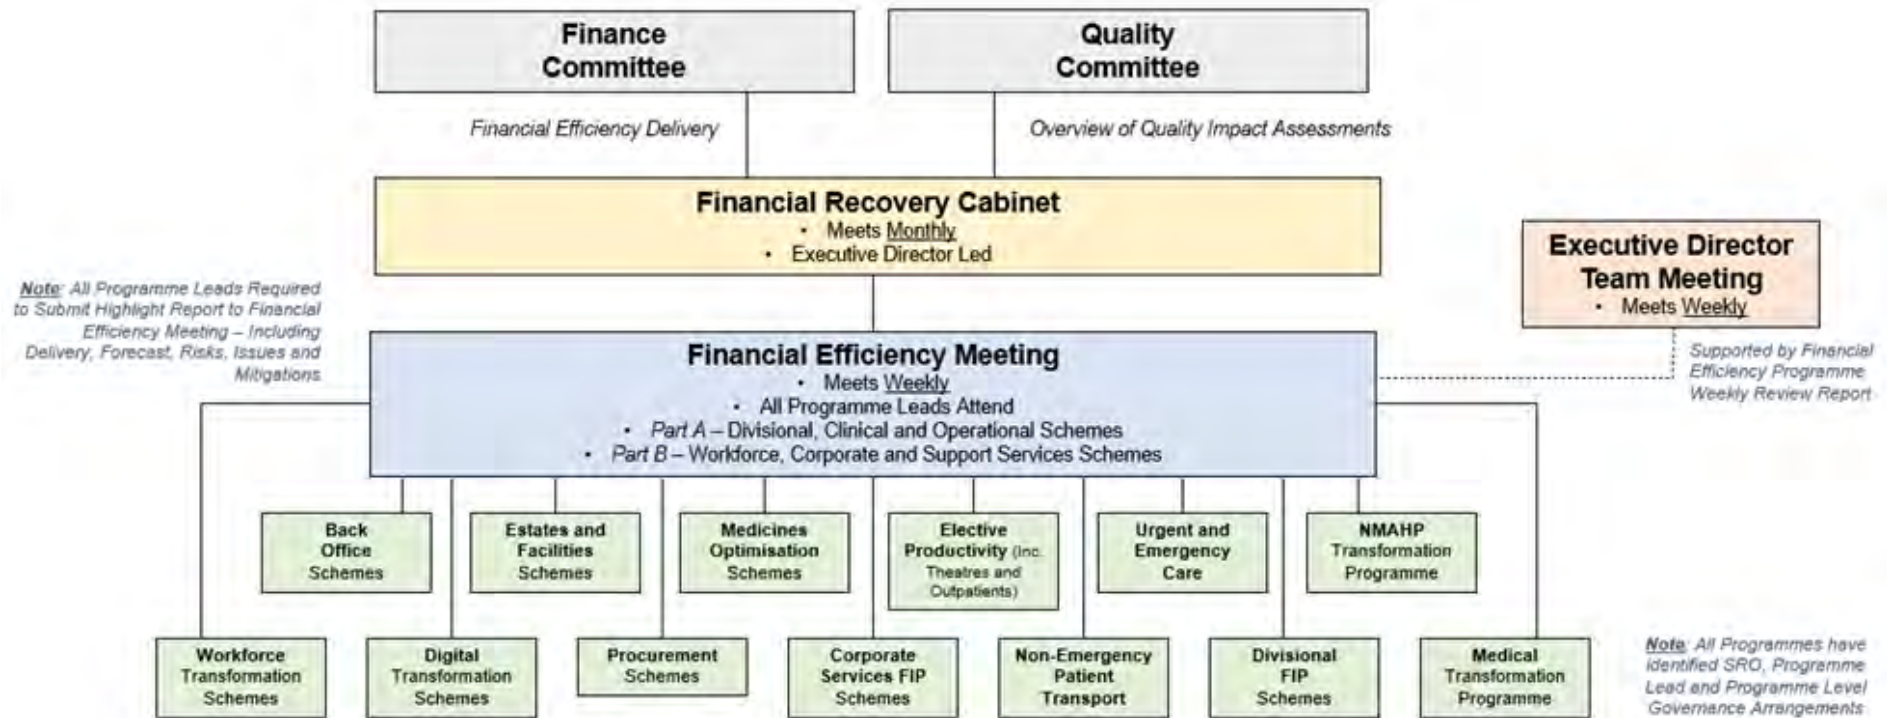 Finance
Committee
Quality
Committee
Financial Efficiency Delivery
Overview of Quality Impact Assessments
Financial Recovery Cabinet
• Meets Monthly
• Executive Director Led
Executive Director
Team Meeting
• Meets Weekly
Note: All Programme Leads Required
to Submit Highlight Report to Financial
Efficiency Meeting – Including
Delivery, Forecast, Risks, Issues and
Mitigations
Financial Efficiency Meeting
• Meets Weekly
• All Programme Leads Attend
• Part A – Divisional, Clinical and Operational Schemes
• Part B – Workforce, Corporate and Support Services Schemes
Supported by Financial
Efficiency Programme
Weekly Review Report
Back
Office
Schemes
Estates and
Facilities
Schemes
Medicines
Optimisation
Schemes
Elective
Productivity (Inc.
Theatres and
Outpatients)
Urgent and
Emergency
Care
NMAHP
Transformation
Programme
Workforce
Transformation
Schemes
Digital
Transformation
Schemes
Procurement
Schemes
Corporate
Services FIP
Schemes
Non-Emergency
Patient
Transport
Divisional
FIP
Schemes
Medical
Transformation
Programme
Note: All Programmes have
identified SRO, Programme
Lead and Programme Level
Governance Arrangements